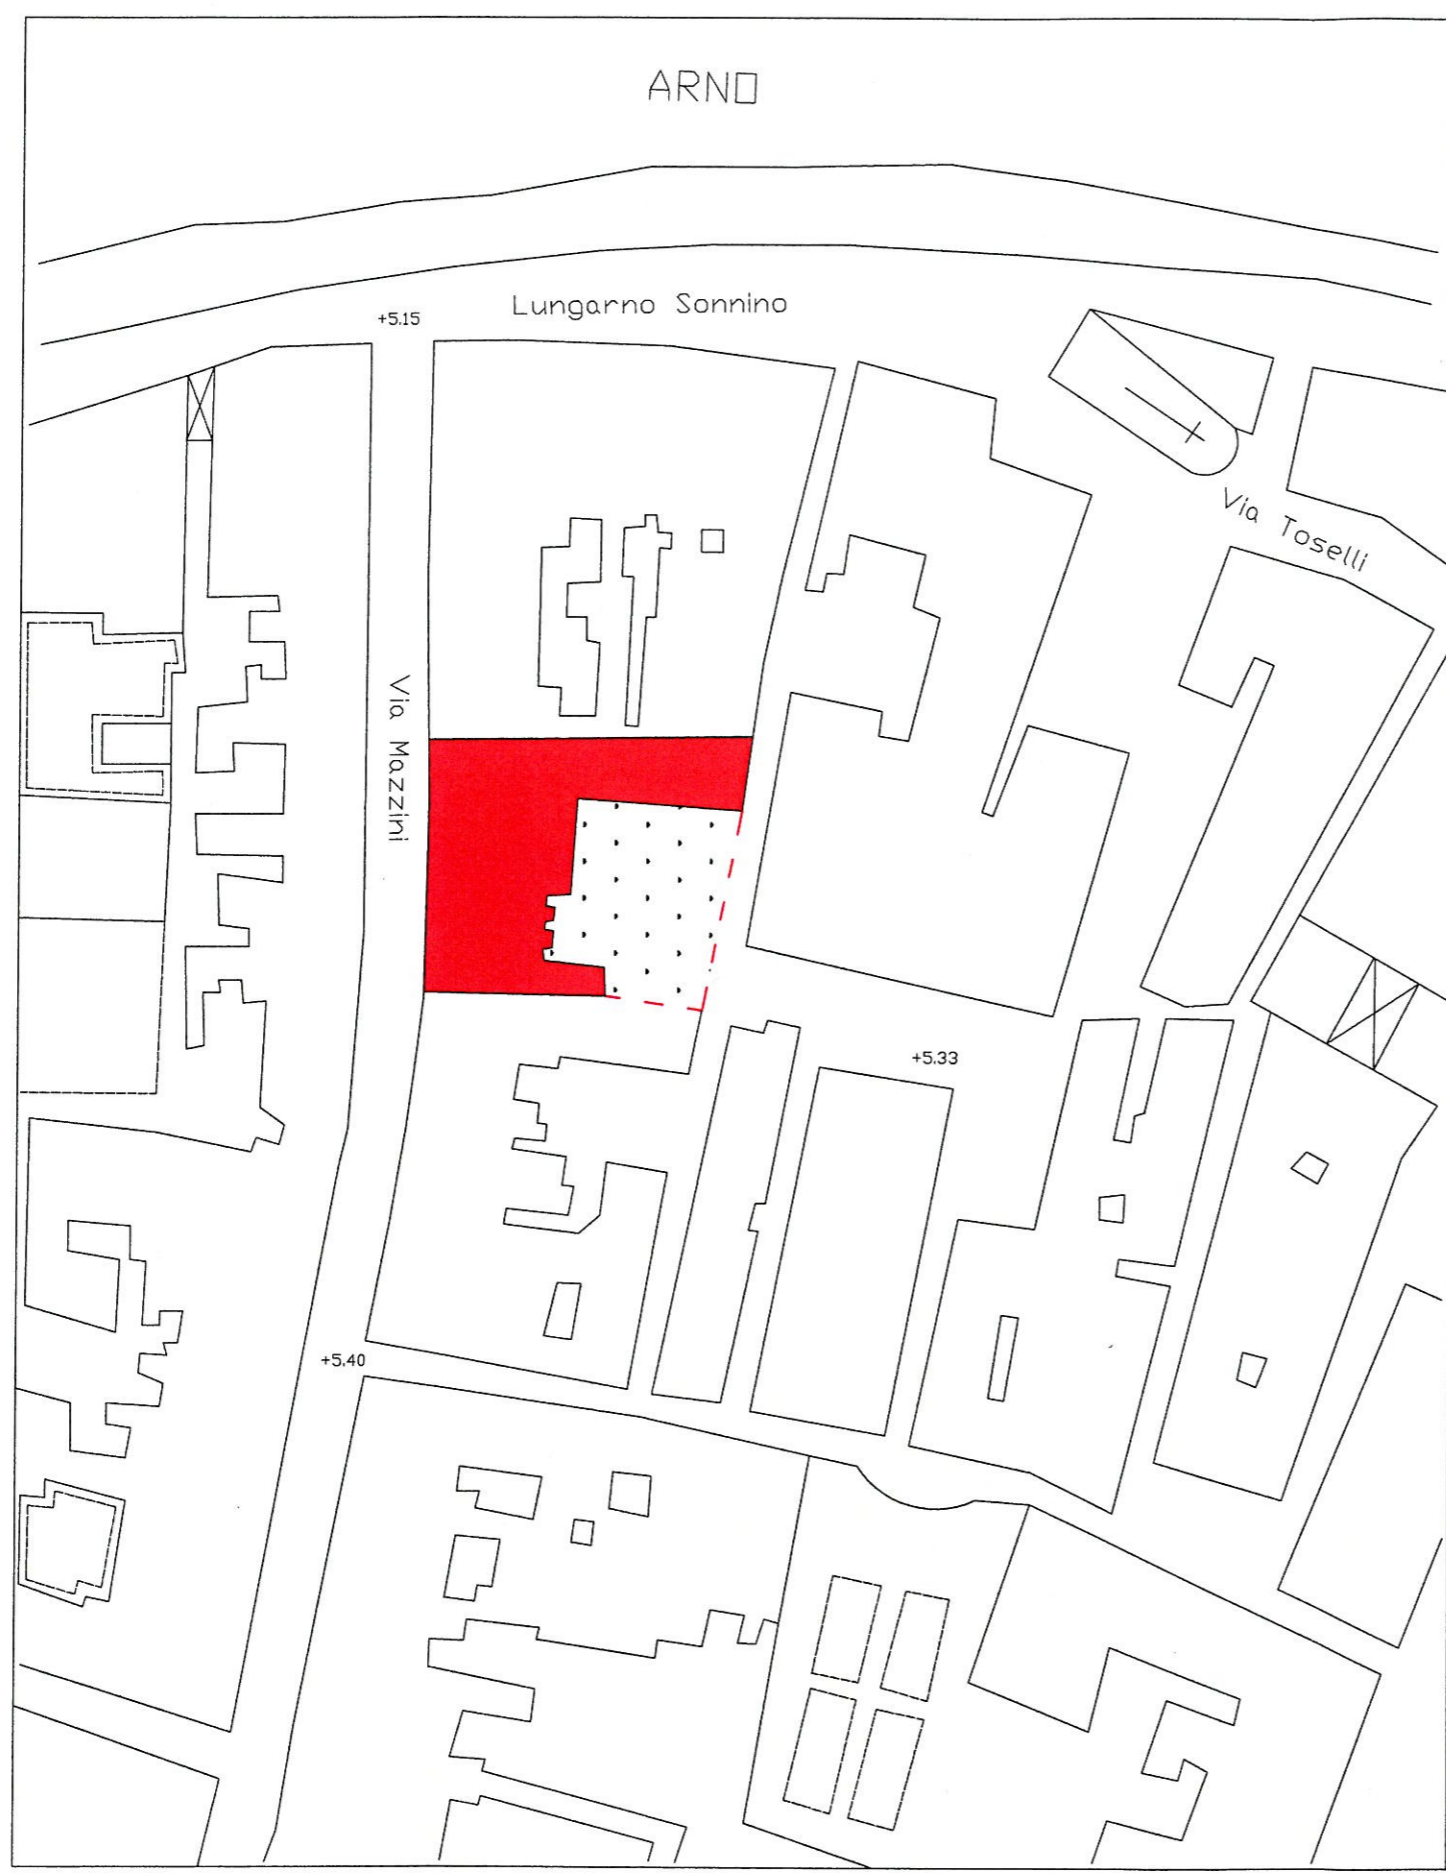 ARNO
Lungarno Sonnino
+5.15
Via Toselli
Via Mazzini
+5.33
+5.40